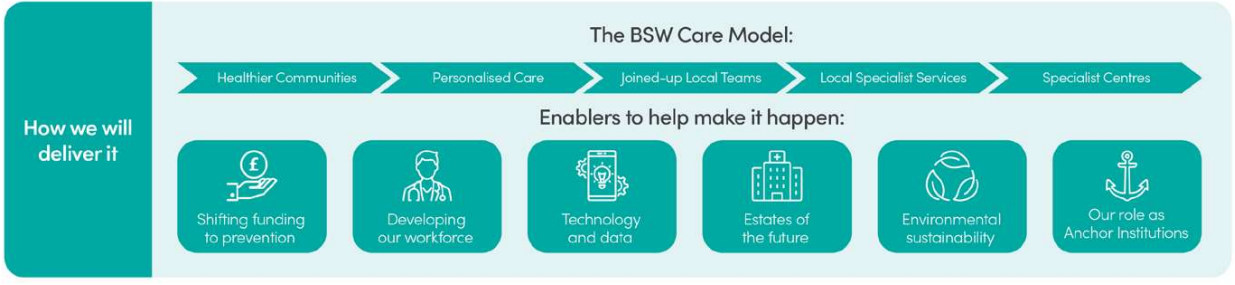 The BSW Care Model:
Healthier Communities
Personalised Care
Joined-up Local Teams
Local Specialist Services
Specialist Centres
How we will
deliver it
Enablers to help make it happen:
£
Shifting funding
to prevention
Developing
our workforce
Technology
and data
Estates of
the future
Environmental
sustainability
Our role as
Anchor Institutions